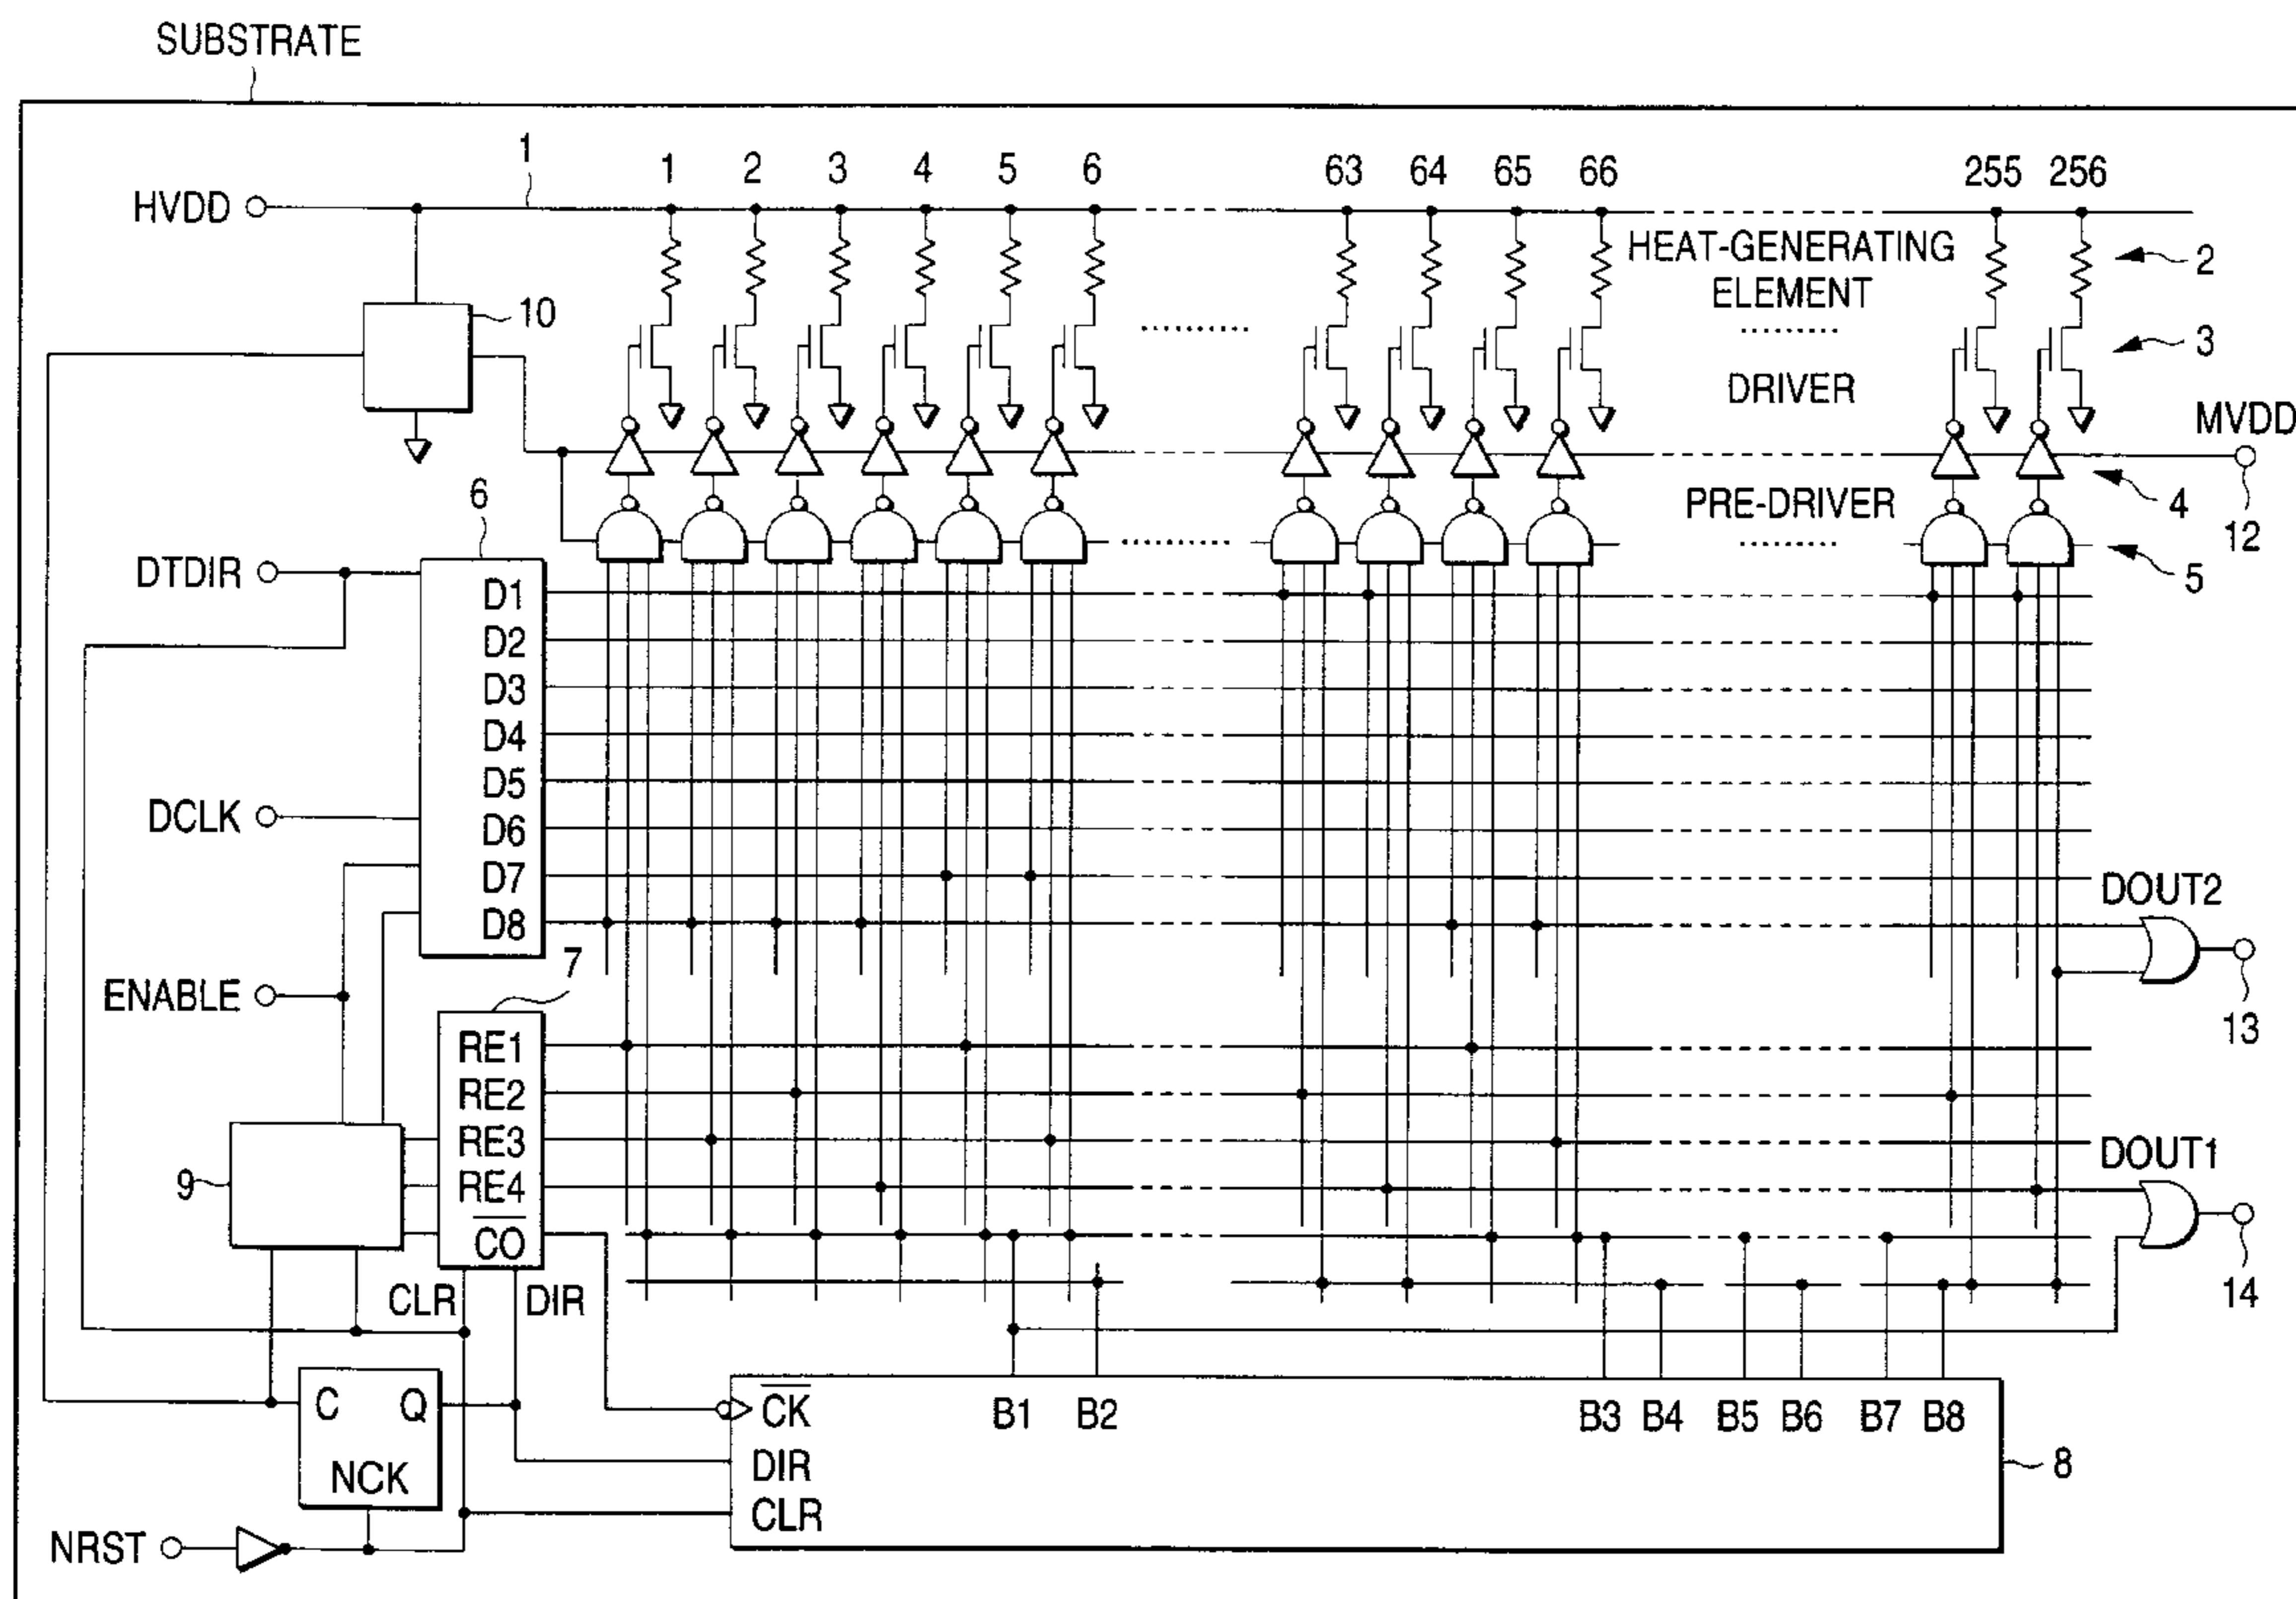 SUBSTRATE
1
1 2 3 4 5 6 63 64 65 66 255 256
HVDD
HEAT-GENERATING
ELEMENT
2
10
3
DRIVER
MVDD
6
PRE-DRIVER
4
12
DTDIR
5
D1
D2
D3
D4
D5
DCLK
D6
D7
DOUT2
D8
7
ENABLE
13
RE1
RE2
RE3
DOUT1
9
RE4
CO
CLR
DIR
14
C Q
CK
B1 B2 B3 B4 B5 B6 B7 B8
NCK
DIR
8
CLR
NRST